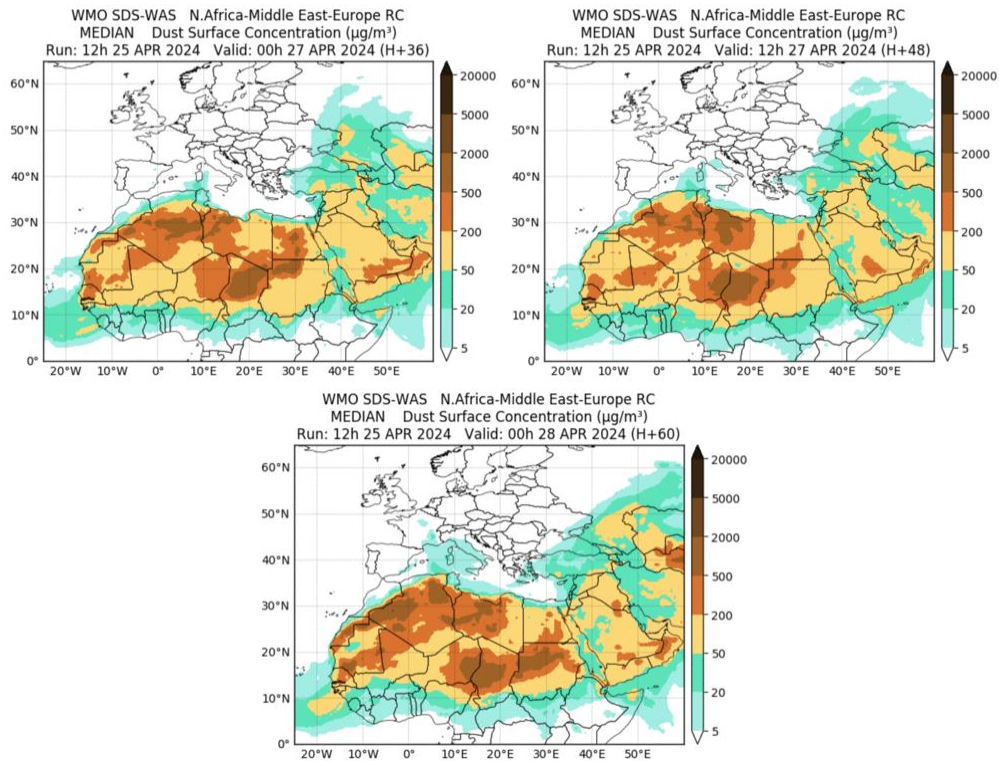 WMO SDS-WAS N.Africa-Middle East-Europe RC
MEDIAN Dust Surface Concentration (µg/m³)
Run: 12h 25 APR 2024 Valid: 00h 27 APR 2024 (H+36)
60°N
50°N
40°N
30°N
20°N
10°N
0°
20°W 10°W 0° 10°E 20°E 30°E 40°E 50°E
20000
5000
2000
500
200
50
20
5
WMO SDS-WAS N.Africa-Middle East-Europe RC
MEDIAN Dust Surface Concentration (µg/m³)
Run: 12h 25 APR 2024 Valid: 12h 27 APR 2024 (H+48)
60°N
50°N
40°N
30°N
20°N
10°N
0°
20°W 10°W 0° 10°E 20°E 30°E 40°E 50°E
20000
5000
2000
500
200
50
20
5
WMO SDS-WAS N.Africa-Middle East-Europe RC
MEDIAN Dust Surface Concentration (µg/m³)
Run: 12h 25 APR 2024 Valid: 00h 28 APR 2024 (H+60)
60°N
50°N
40°N
30°N
20°N
10°N
0°
20°W 10°W 0° 10°E 20°E 30°E 40°E 50°E
20000
5000
2000
500
200
50
20
5